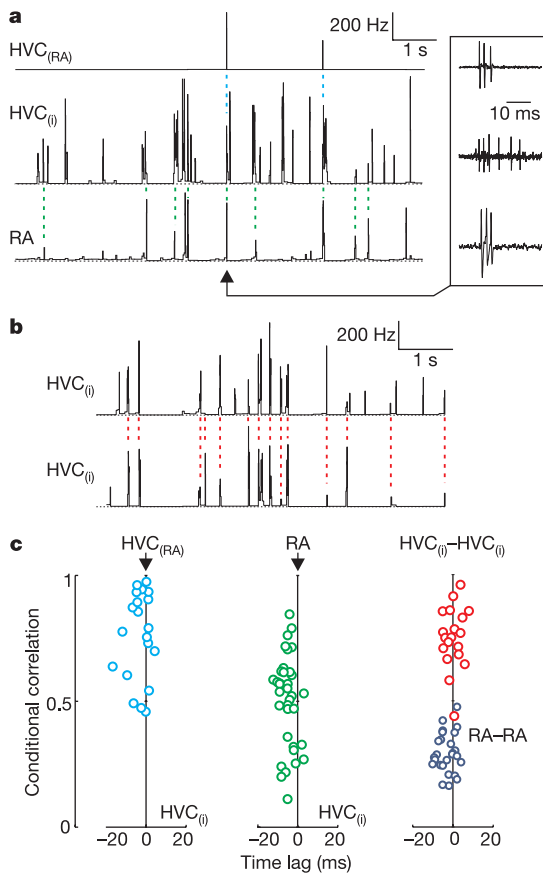 a
HVC(RA)
200 Hz
1 s
HVC(i)
10 ms
RA
b
200 Hz
1 s
HVC(i)
HVC(i)
c
HVC(RA)
RA
HVC(i)–HVC(i)
Conditional correlation
1
0.5
0
RA–RA
HVC(i)
HVC(i)
–20 0 20
–20 0 20
–20 0 20
Time lag (ms)